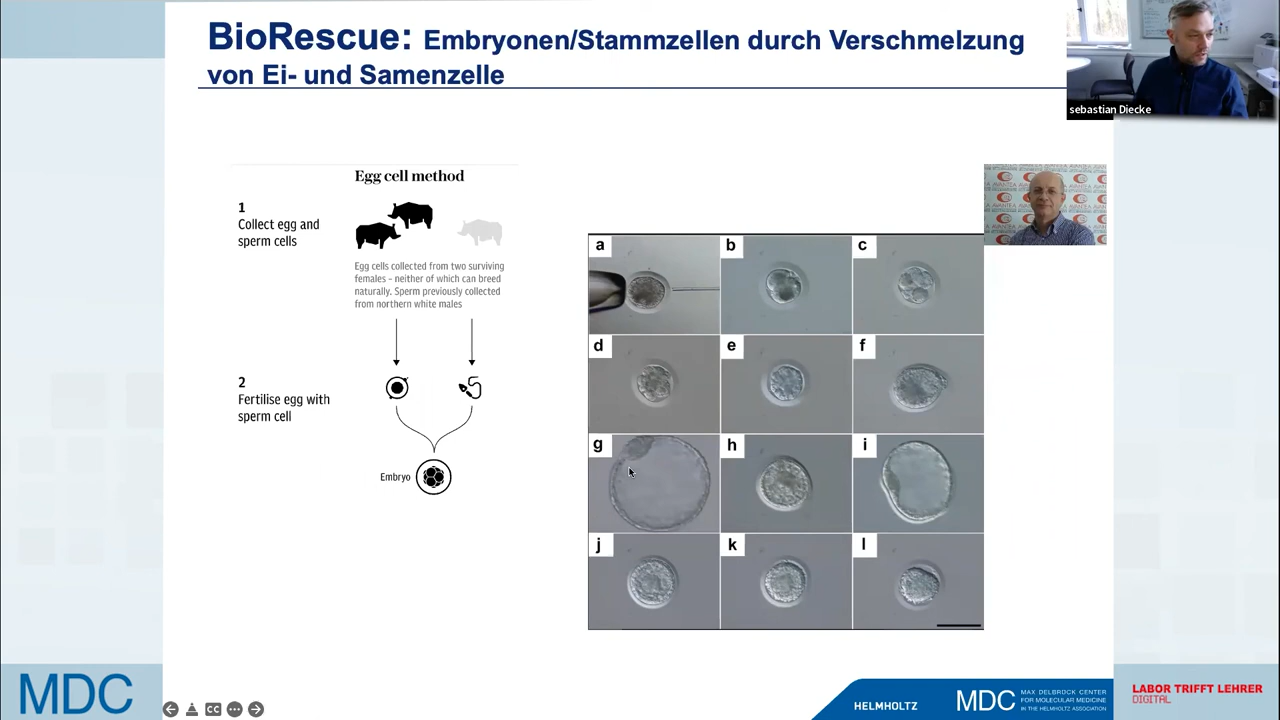 BioRescue: Embryonen/Stammzellen durch Verschmelzung
von Ei- und Samenzelle
sebastian Diecke
Egg cell method
1
Collect egg and
sperm cells
Egg cells collected from two surviving
females – neither of which can breed
naturally. Sperm previously collected
from northern white males
2
Fertilise egg with
sperm cell
Embryo
a
b
c
d
e
f
g
h
i
j
k
l
MDC
CC
HELMHOLTZ
MDC
MAX DELBRÜCK CENTER
FOR MOLECULAR MEDICINE
IN THE HELMHOLTZ ASSOCIATION
LABOR TRIFFT LEHRER
DIGITAL